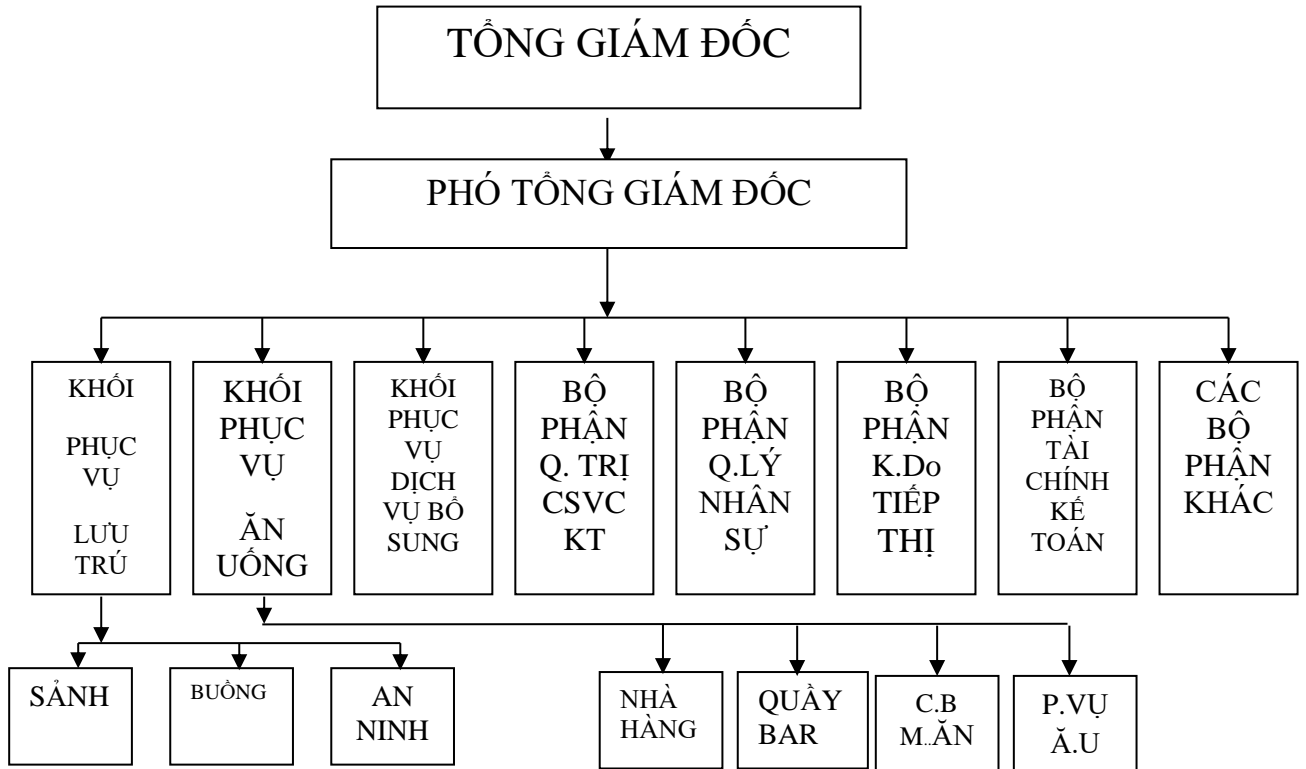 TỔNG GIÁM ĐỐC
PHÓ TỔNG GIÁM ĐỐC
KHỐI
PHỤC
VỤ
LƯU
TRÚ
KHỐI
PHỤC
VỤ
ĂN
UỐNG
KHỐI
PHỤC
VỤ
DỊCH
VỤ BỔ
SUNG
BỘ
PHẬN
Q. TRỊ
CSVC
KT
BỘ
PHẬN
Q.LÝ
NHÂN
SỰ
BỘ
PHẬN
K.Do
TIẾP
THỊ
BỘ
PHẬN
TÀI
CHÍNH
KẾ
TOÁN
CÁC
BỘ
PHẬN
KHÁC
SẢNH
BUỒNG
AN
NINH
NHÀ
HÀNG
QUẦY
BAR
C.B
M..ĂN
P.VỤ
Ă.U